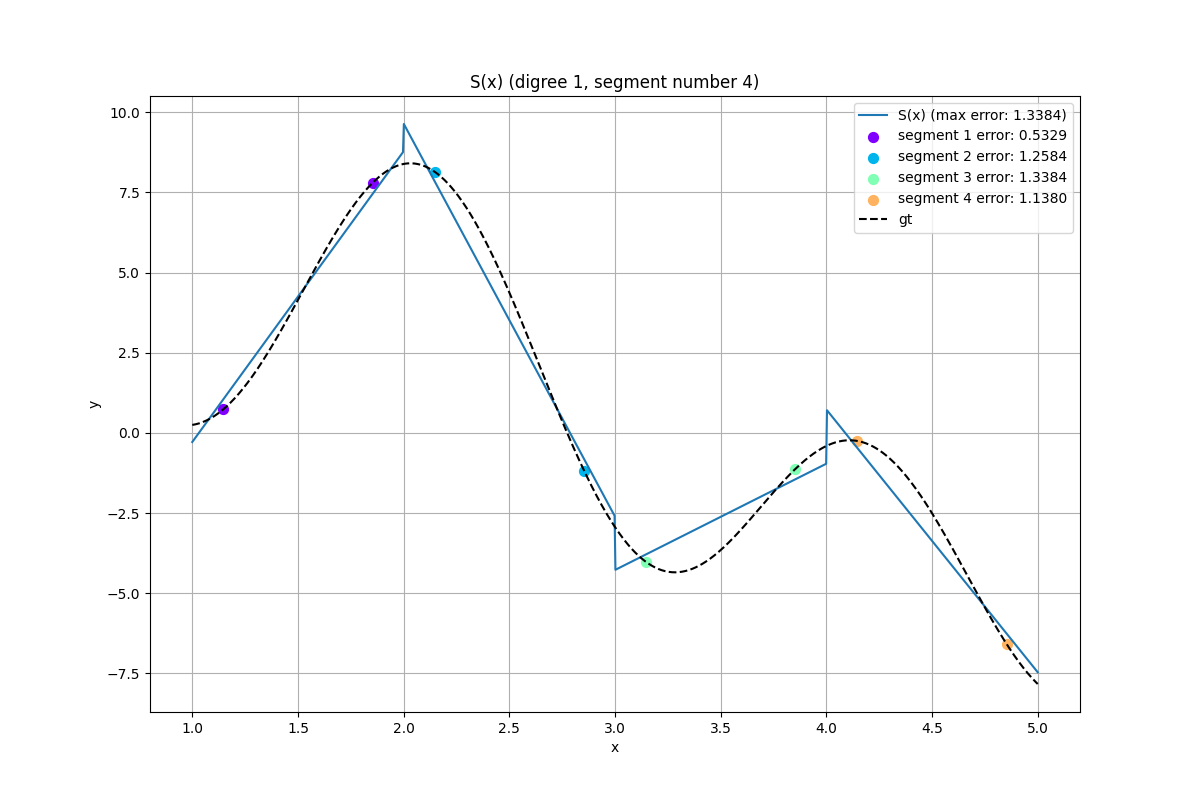 S(x) (digree 1, segment number 4)
S(x) (max error: 1.3384)
segment 1 error: 0.5329
segment 2 error: 1.2584
segment 3 error: 1.3384
segment 4 error: 1.1380
gt
y
10.0
7.5
5.0
2.5
0.0
−2.5
−5.0
−7.5
1.0 1.5 2.0 2.5 3.0 3.5 4.0 4.5 5.0
x